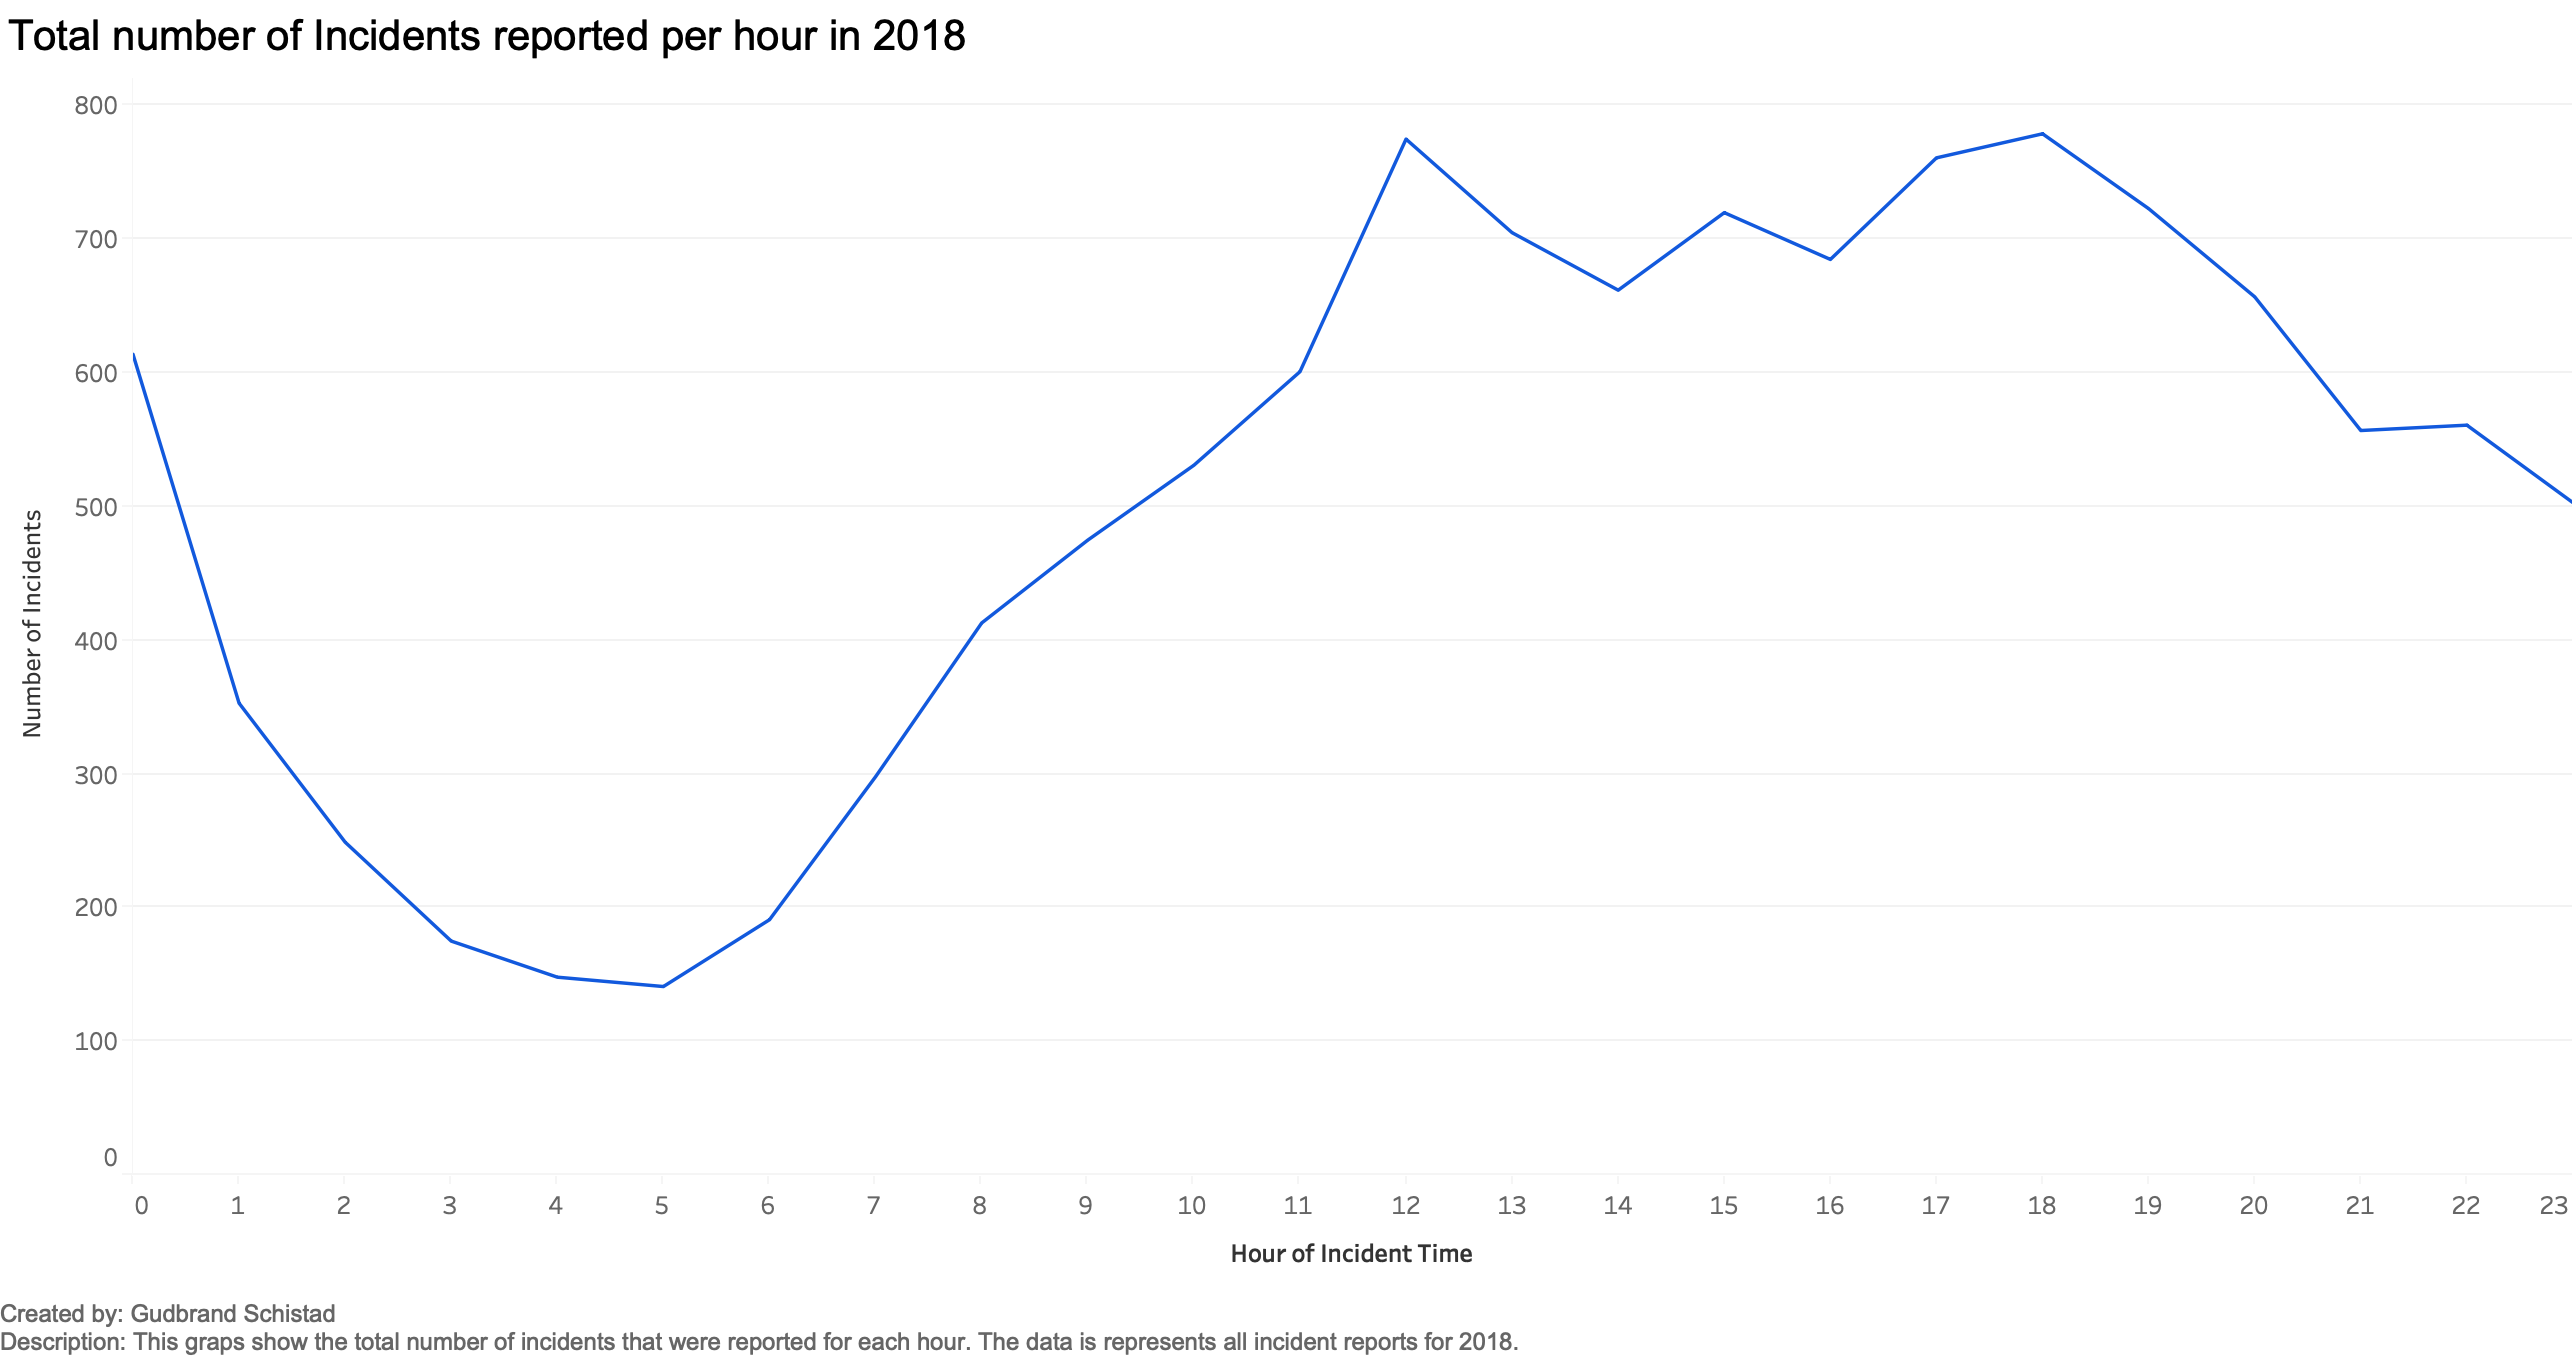 Total number of Incidents reported per hour in 2018
800
700
600
500
400
300
200
100
0
Number of Incidents
0 1 2 3 4 5 6 7 8 9 10 11 12 13 14 15 16 17 18 19 20 21 22 23
Hour of Incident Time
Created by: Gudbrand Schistad
Description: This graps show the total number of incidents that were reported for each hour. The data is represents all incident reports for 2018.